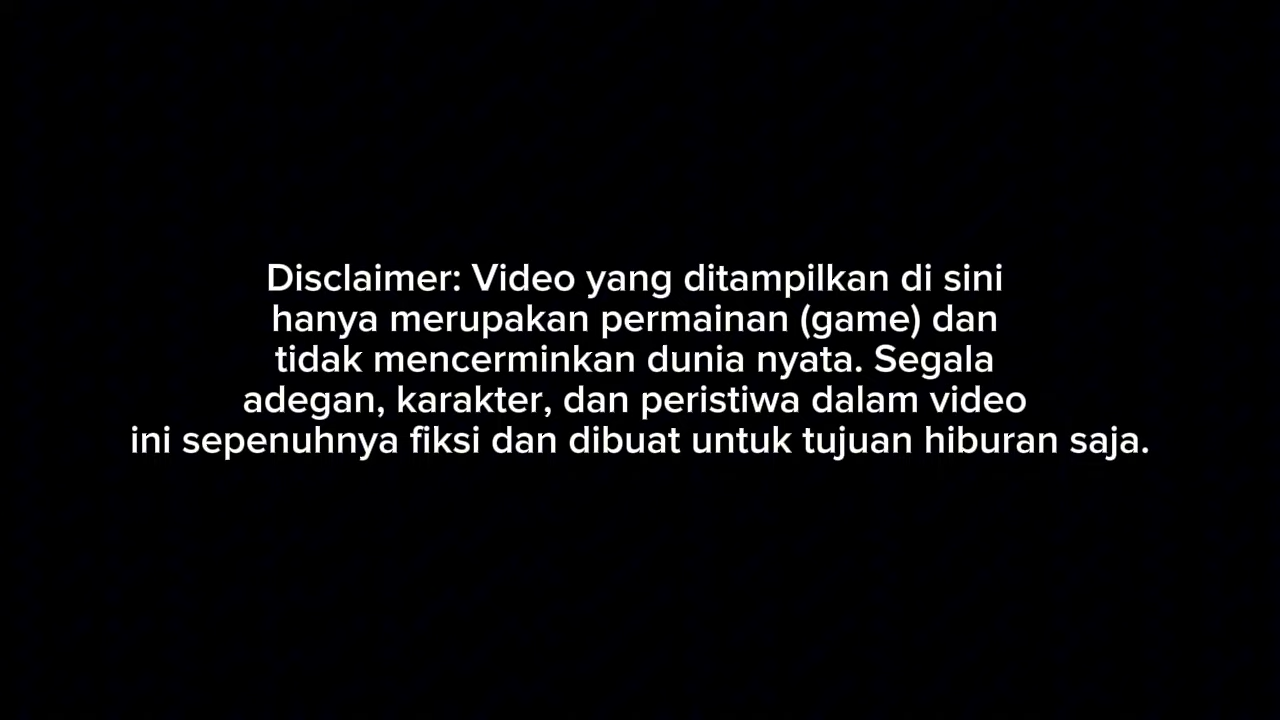 Disclaimer: Video yang ditampilkan di sini
hanya merupakan permainan (game) dan
tidak mencerminkan dunia nyata. Segala
adegan, karakter, dan peristiwa dalam video
ini sepenuhnya fiksi dan dibuat untuk tujuan hiburan saja.